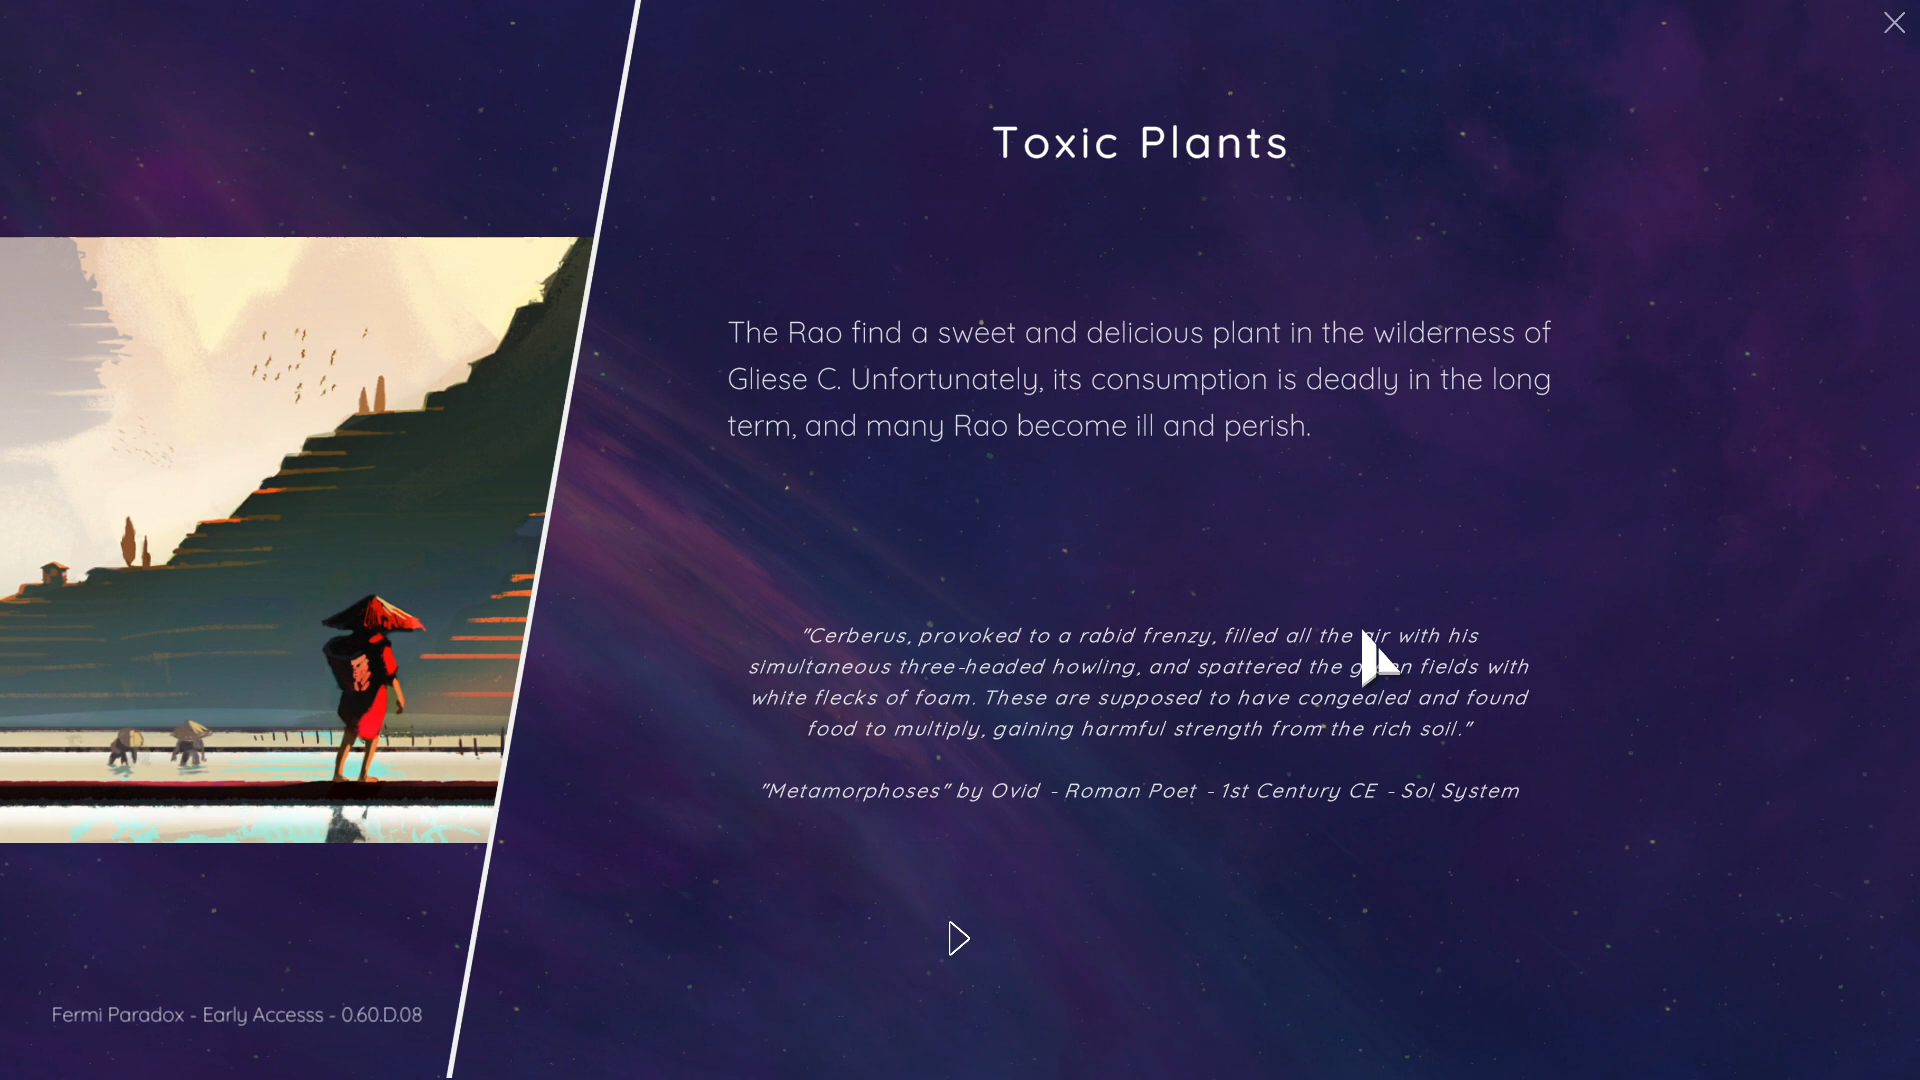 Toxic Plants
The Rao find a sweet and delicious plant in the wilderness of
Gliese C. Unfortunately, its consumption is deadly in the long
term, and many Rao become ill and perish.
"Cerberus, provoked to a rabid frenzy, filled all the air with his
simultaneous three-headed howling, and spattered the green fields with
white flecks of foam. These are supposed to have congealed and found
food to multiply, gaining harmful strength from the rich soil."
"Metamorphoses" by Ovid - Roman Poet - 1st Century CE - Sol System
Fermi Paradox - Early Accesss - 0.60.D.08